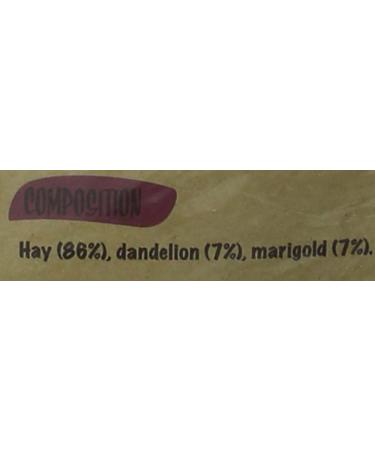 COMPOSITION
Hay (86%), dandelion (7%), marigold (7%).